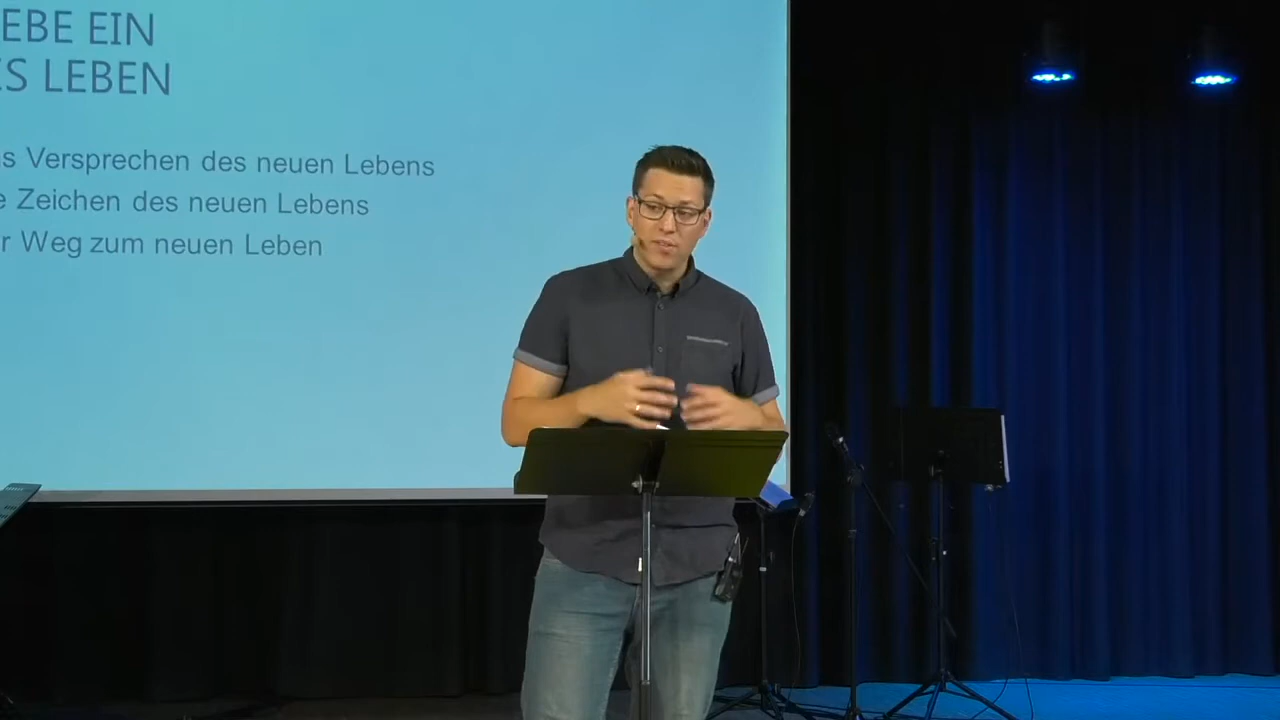 EBE EIN
S LEBEN
s Versprechen des neuen Lebens
e Zeichen des neuen Lebens
r Weg zum neuen Leben